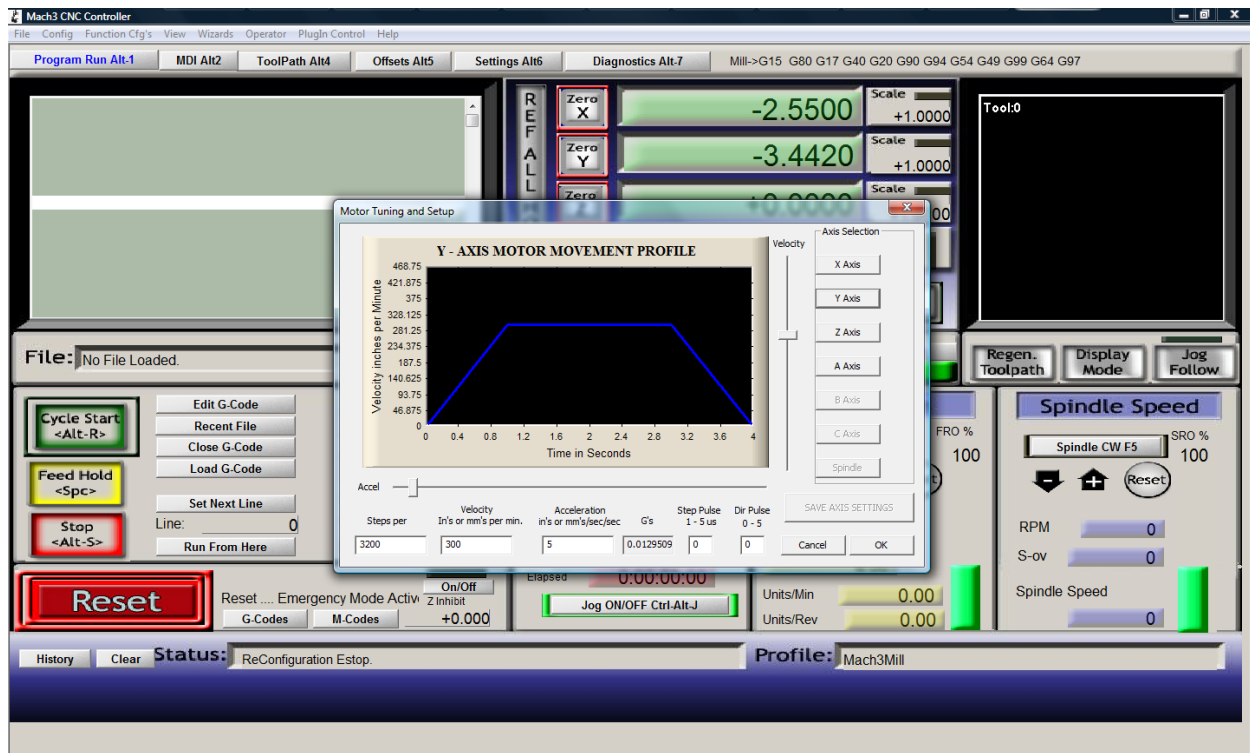 Mach3 CNC Controller
File Config Function Cfg's View Wizards Operator PlugIn Control Help
Program Run Alt-1 MDI Alt2 ToolPath Alt4 Offsets Alt5 Settings Alt6 Diagnostics Alt-7 Mill->G15 G80 G17 G40 G20 G90 G94 G54 G49 G99 G64 G97
REF ALL
Zero X -2.5500 Scale +1.0000
Zero Y -3.4420 Scale +1.0000
Zero +0.0000 Scale 00
Tool:0
Motor Tuning and Setup
Y - AXIS MOTOR MOVEMENT PROFILE
Velocity inches per Minute
468.75
421.875
375
328.125
281.25
234.375
187.5
140.625
93.75
46.875
0
0 0.4 0.8 1.2 1.6 2 2.4 2.8 3.2 3.6 4
Time in Seconds
Velocity
Axis Selection
X Axis
Y Axis
Z Axis
A Axis
B Axis
C Axis
Spindle
Accel
SAVE AXIS SETTINGS
Steps per
Velocity
In's or mm's per min.
Acceleration
in's or mm's/sec/sec
G's
Step Pulse
1 - 5 us
Dir Pulse
0 - 5
3200 300 5 0.0129509 0 0 Cancel OK
File: No File Loaded.
Regen. Toolpath
Display Mode
Jog Follow
Cycle Start
<Alt-R>
Feed Hold
<Spc>
Stop
<Alt-S>
Edit G-Code
Recent File
Close G-Code
Load G-Code
Set Next Line
Line: 0
Run From Here
FRO %
100
Spindle Speed
Spindle CW F5
SRO %
100
Reset
RPM 0
S-ov 0
Spindle Speed
0
Reset
Reset .... Emergency Mode Activ
G-Codes M-Codes
On/Off
Z Inhibit
+0.000
Elapsed 0:00:00:00
Jog ON/OFF Ctrl-Alt-J
Units/Min 0.00
Units/Rev 0.00
History Clear Status: ReConfiguration Estop. Profile: Mach3Mill